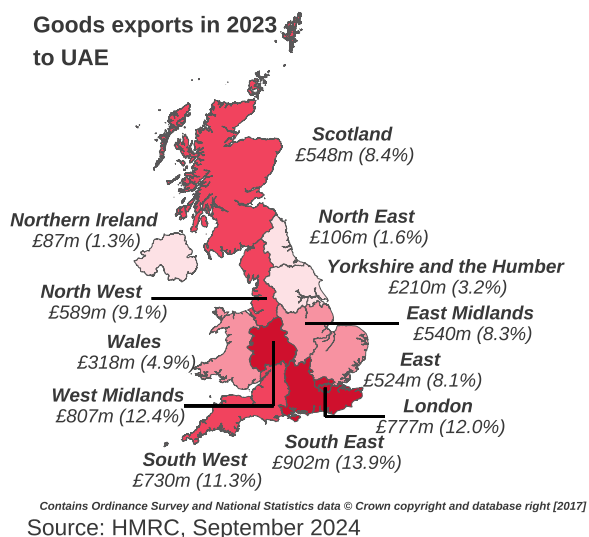 Goods exports in 2023
to UAE
Scotland
£548m (8.4%)
Northern Ireland
£87m (1.3%)
North East
£106m (1.6%)
Yorkshire and the Humber
£210m (3.2%)
North West
£589m (9.1%)
East Midlands
£540m (8.3%)
Wales
£318m (4.9%)
East
£524m (8.1%)
West Midlands
£807m (12.4%)
London
£777m (12.0%)
South East
£902m (13.9%)
South West
£730m (11.3%)
Contains Ordinance Survey and National Statistics data © Crown copyright and database right [2017]
Source: HMRC, September 2024